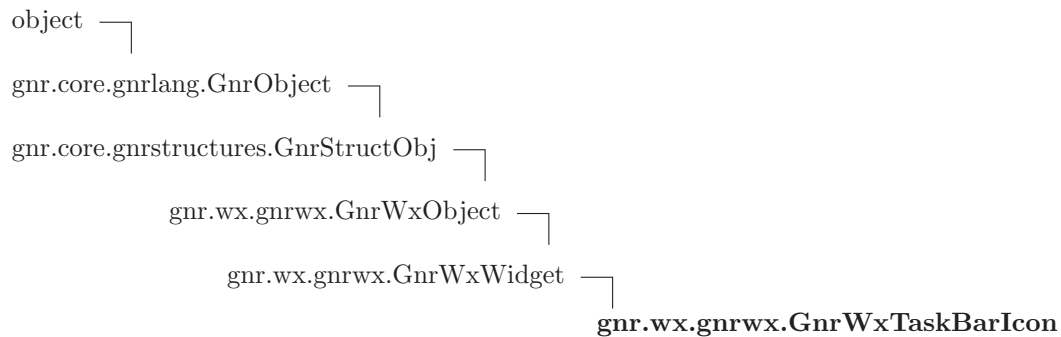 object
gnr.core.gnrlang.GnrObject
gnr.core.gnrstructures.GnrStructObj
gnr.wx.gnrwx.GnrWxObject
gnr.wx.gnrwx.GnrWxWidget
gnr.wx.gnrwx.GnrWxTaskBarIcon